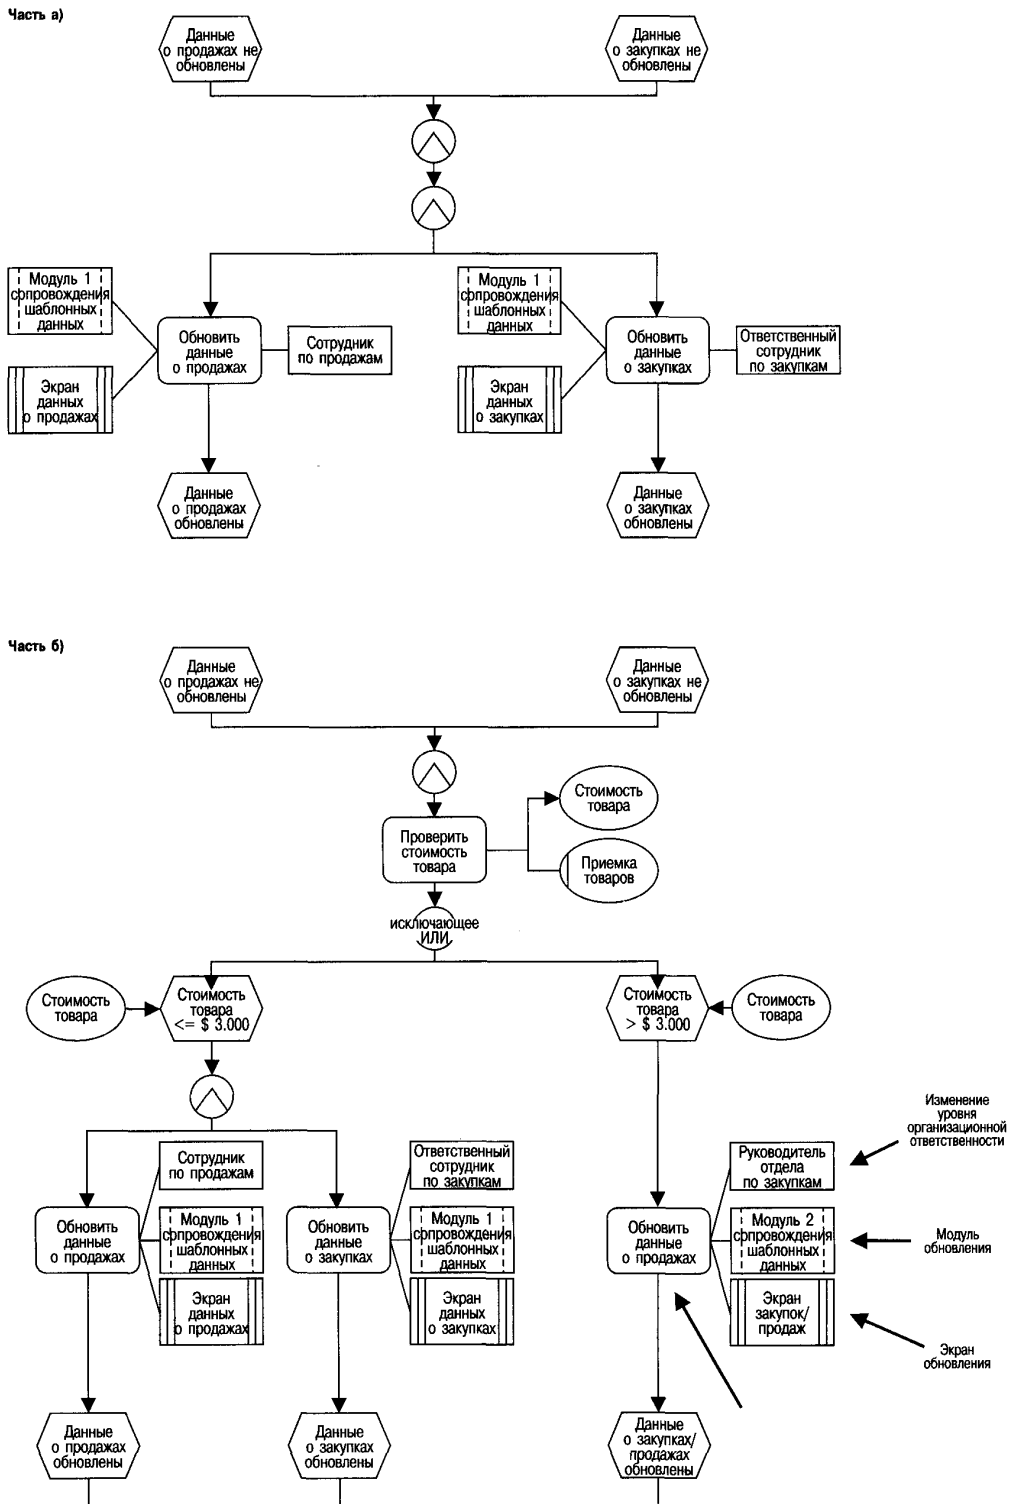 Часть а)
Данные
о продажах не
обновлены
Данные
о закупках не
обновлены
Модуль 1
сопровождения
шаблонных
данных
Обновить
данные
о продажах
Сотрудник
по продажам
Экран
данных
о продажах
Модуль 1
сопровождения
шаблонных
данных
Обновить
данные
о закупках
Ответственный
сотрудник
по закупкам
Экран
данных
о закупках
Данные
о продажах
обновлены
Данные
о закупках
обновлены
Часть б)
Данные
о продажах не
обновлены
Данные
о закупках не
обновлены
Стоимость
товара
Проверить
стоимость
товара
Приемка
товаров
исключающее
ИЛИ
Стоимость
товара
Стоимость
товара
<= $ 3.000
Стоимость
товара
> $ 3.000
Стоимость
товара
Изменение
уровня
организационной
ответственности
Сотрудник
по продажам
Ответственный
сотрудник
по закупкам
Руководитель
отдела
по закупкам
Обновить
данные
о продажах
Модуль 1
сопровождения
шаблонных
данных
Обновить
данные
о закупках
Модуль 1
сопровождения
шаблонных
данных
Обновить
данные
о продажах
Модуль 2
сопровождения
шаблонных
данных
Модуль
обновления
Экран
данных
о продажах
Экран
данных
о закупках
Экран
закупок/
продаж
Экран
обновления
Данные
о продажах
обновлены
Данные
о закупках
обновлены
Данные
о закупках/
продажах
обновлены